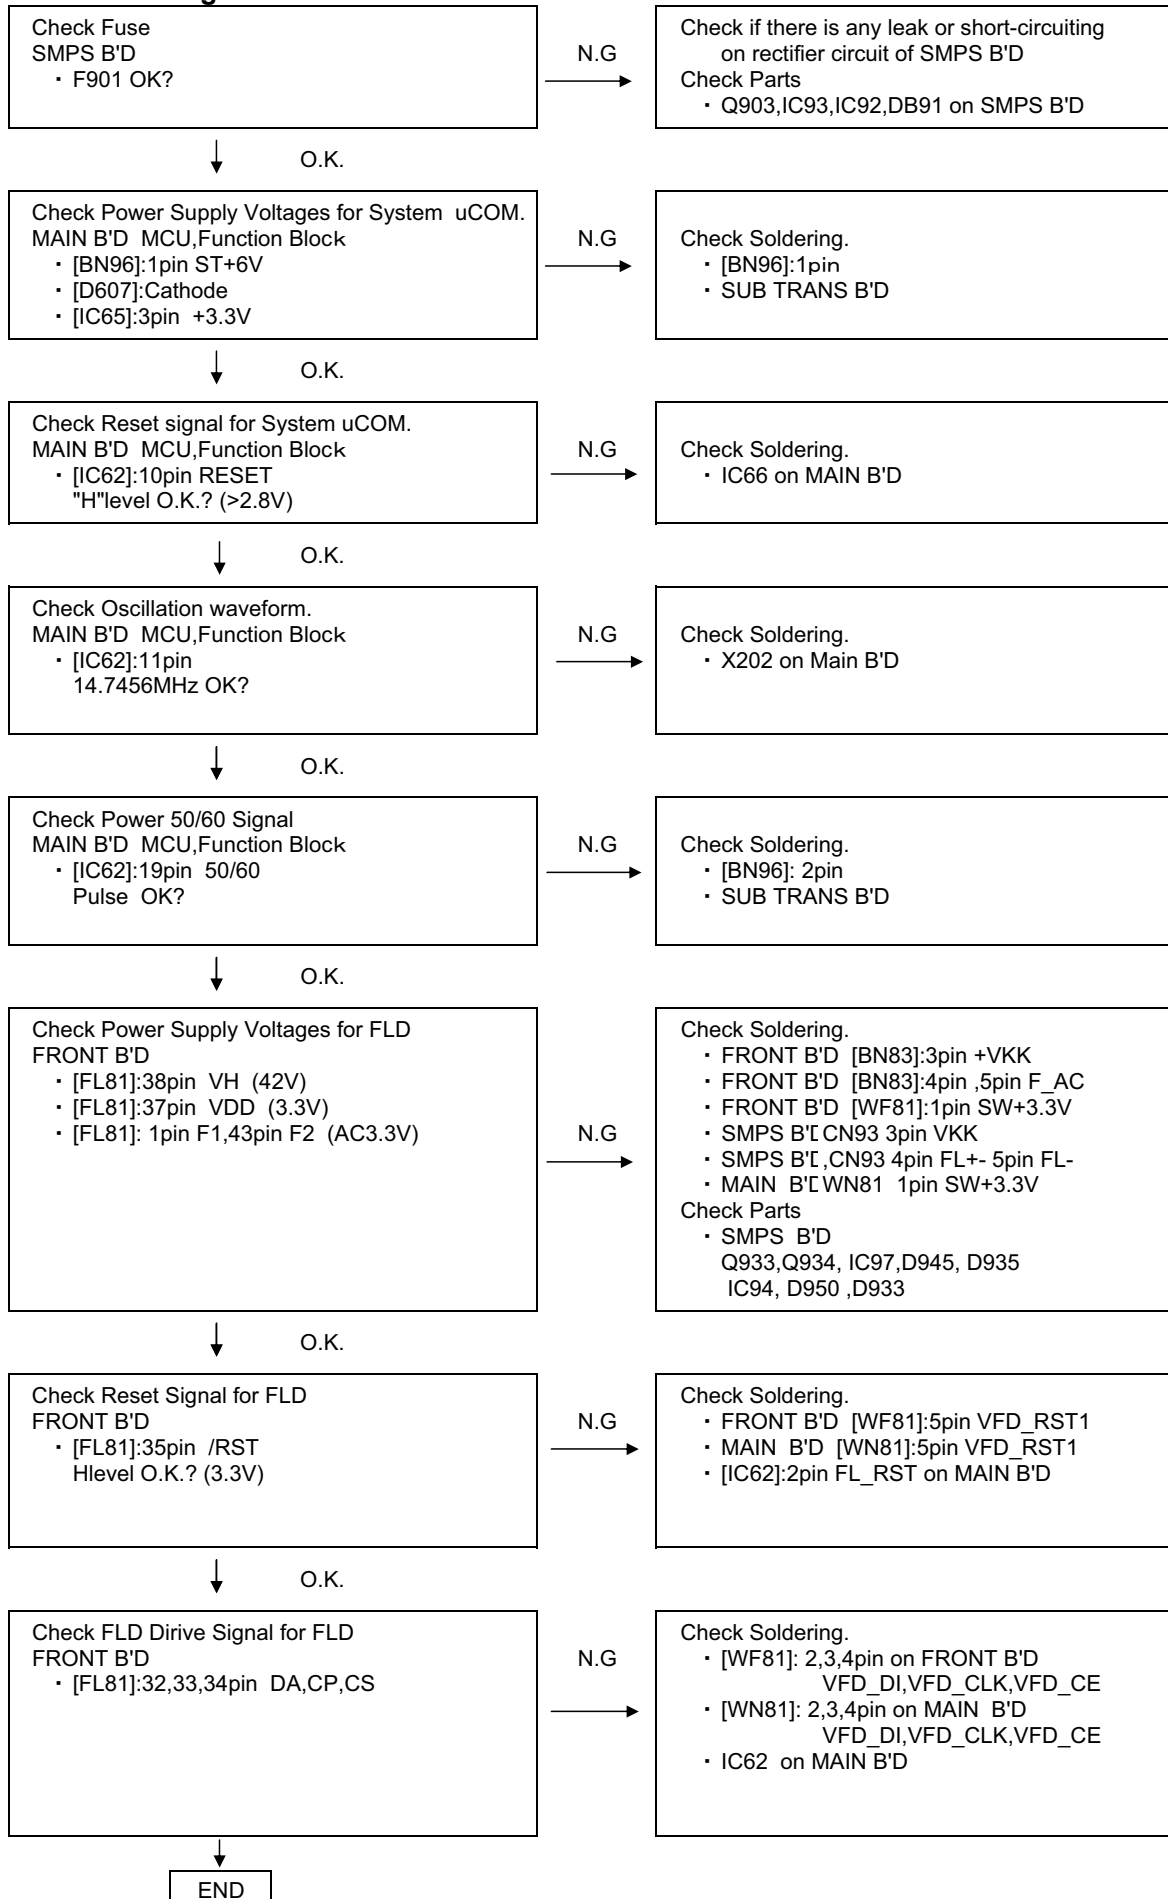 Check Fuse
SMPS B'D
・ F901 OK?
N.G
Check if there is any leak or short-circuiting
on rectifier circuit of SMPS B'D
Check Parts
・ Q903,IC93,IC92,DB91 on SMPS B'D
O.K.
Check Power Supply Voltages for System uCOM.
MAIN B'D MCU,Function Block
・ [BN96]:1pin ST+6V
・ [D607]:Cathode
・ [IC65]:3pin +3.3V
N.G
Check Soldering.
・ [BN96]:1pin
・ SUB TRANS B'D
O.K.
Check Reset signal for System uCOM.
MAIN B'D MCU,Function Block
・ [IC62]:10pin RESET
"H"level O.K.? (>2.8V)
N.G
Check Soldering.
・ IC66 on MAIN B'D
O.K.
Check Oscillation waveform.
MAIN B'D MCU,Function Block
・ [IC62]:11pin
14.7456MHz OK?
N.G
Check Soldering.
・ X202 on Main B'D
O.K.
Check Power 50/60 Signal
MAIN B'D MCU,Function Block
・ [IC62]:19pin 50/60
Pulse OK?
N.G
Check Soldering.
・ [BN96]: 2pin
・ SUB TRANS B'D
O.K.
Check Power Supply Voltages for FLD
FRONT B'D
・ [FL81]:38pin VH (42V)
・ [FL81]:37pin VDD (3.3V)
・ [FL81]: 1pin F1,43pin F2 (AC3.3V)
N.G
Check Soldering.
・ FRONT B'D [BN83]:3pin +VKK
・ FRONT B'D [BN83]:4pin ,5pin F_AC
・ FRONT B'D [WF81]:1pin SW+3.3V
・ SMPS B'D CN93 3pin VKK
・ SMPS B'D ,CN93 4pin FL+- 5pin FL-
・ MAIN B'D WN81 1pin SW+3.3V
Check Parts
・ SMPS B'D
Q933,Q934, IC97,D945, D935
IC94, D950 ,D933
O.K.
Check Reset Signal for FLD
FRONT B'D
・ [FL81]:35pin /RST
Hlevel O.K.? (3.3V)
N.G
Check Soldering.
・ FRONT B'D [WF81]:5pin VFD_RST1
・ MAIN B'D [WN81]:5pin VFD_RST1
・ [IC62]:2pin FL_RST on MAIN B'D
O.K.
Check FLD Dirive Signal for FLD
FRONT B'D
・ [FL81]:32,33,34pin DA,CP,CS
N.G
Check Soldering.
・ [WF81]: 2,3,4pin on FRONT B'D
VFD_DI,VFD_CLK,VFD_CE
・ [WN81]: 2,3,4pin on MAIN B'D
VFD_DI,VFD_CLK,VFD_CE
・ IC62 on MAIN B'D
END